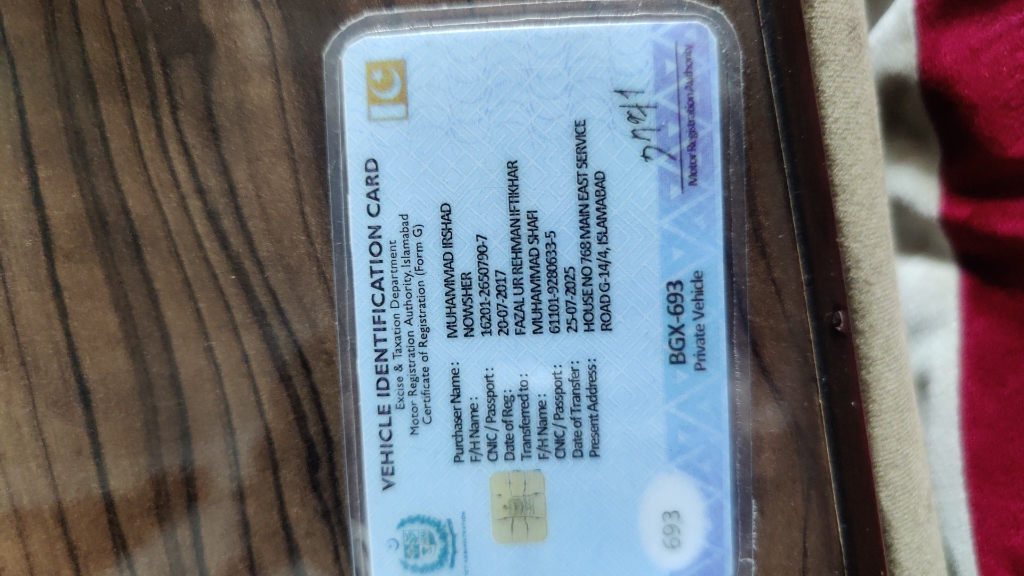 VEHICLE IDENTIFICATION CARD
Excise & Taxation Department
Motor Registration Authority, Islamabad
Certificate of Registration (Form G)
Purchaser Name : MUHAMMAD IRSHAD
F/H Name : NOWSHER
CNIC / Passport : 16201-2650790-7
Date of Reg : 20-07-2017
Transferred to : FAZAL UR REHMAN IFTIKHAR
F/H Name : MUHAMMAD SHAFI
CNIC / Passport : 61101-9280633-5
Date of Transfer : 25-07-2025
Present Address : HOUSE NO 768 MAIN EAST SERVICE
ROAD G-14/4, ISLAMABAD
693
BGX-693
Private Vehicle
Motor Registration Authority